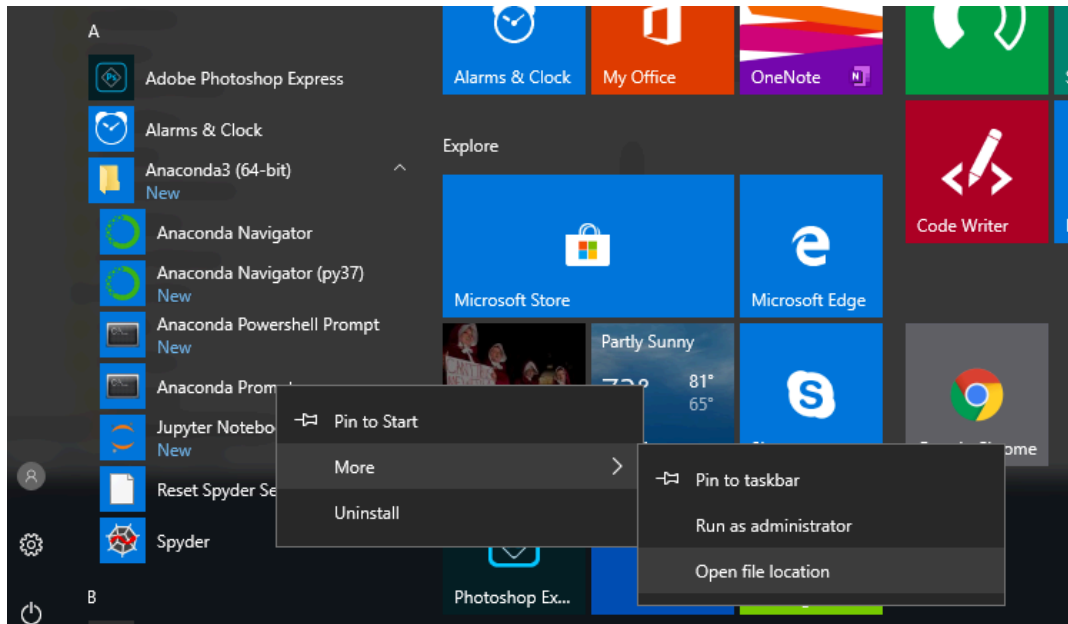 A
Adobe Photoshop Express
Alarms & Clock
Anaconda3 (64-bit)
New
Anaconda Navigator
Anaconda Navigator (py37)
New
Anaconda Powershell Prompt
New
Anaconda Prom
Jupyter Notebo
New
Reset Spyder Se
Spyder
B
Alarms & Clock
My Office
OneNote
N
Explore
Microsoft Store
Microsoft Edge
Code Writer
Partly Sunny
81°
65°
Photoshop Ex...
Pin to Start
More
Uninstall
Pin to taskbar
Run as administrator
Open file location